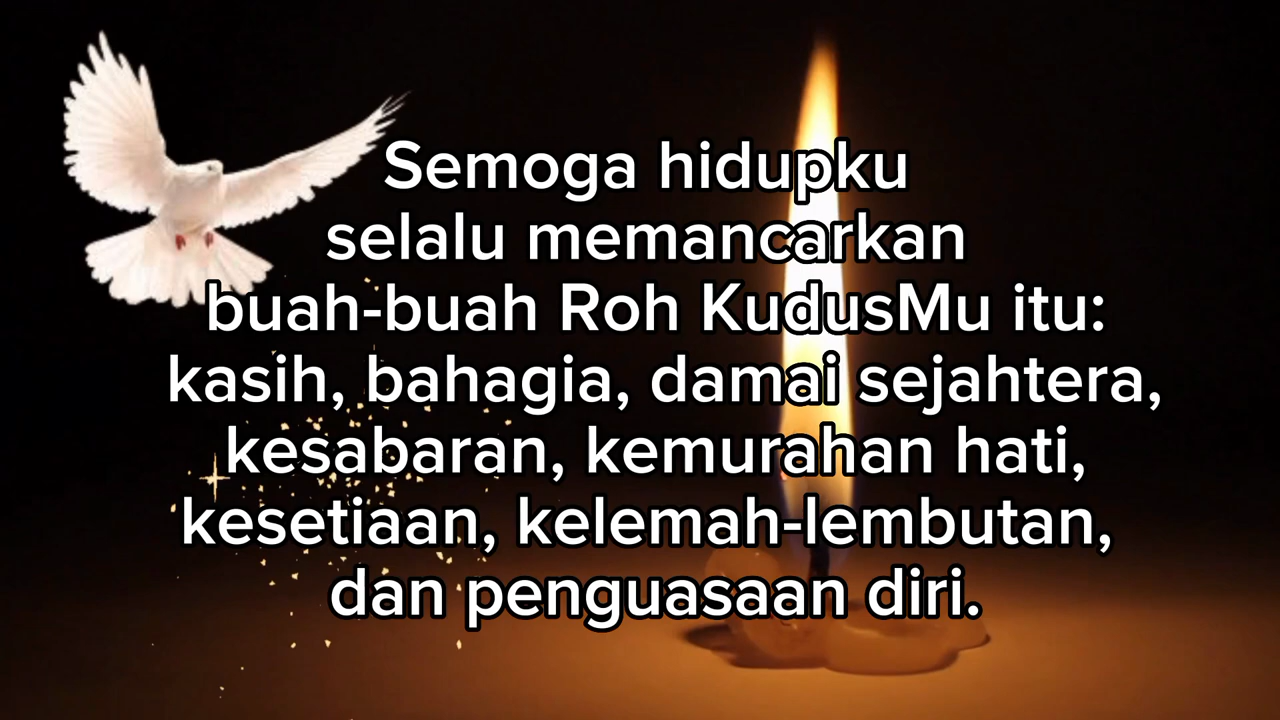 Semoga hidupku
selalu memancarkan
buah-buah Roh KudusMu itu:
kasih, bahagia, damai sejahtera,
kesabaran, kemurahan hati,
kesetiaan, kelemah-lembutan,
dan penguasaan diri.